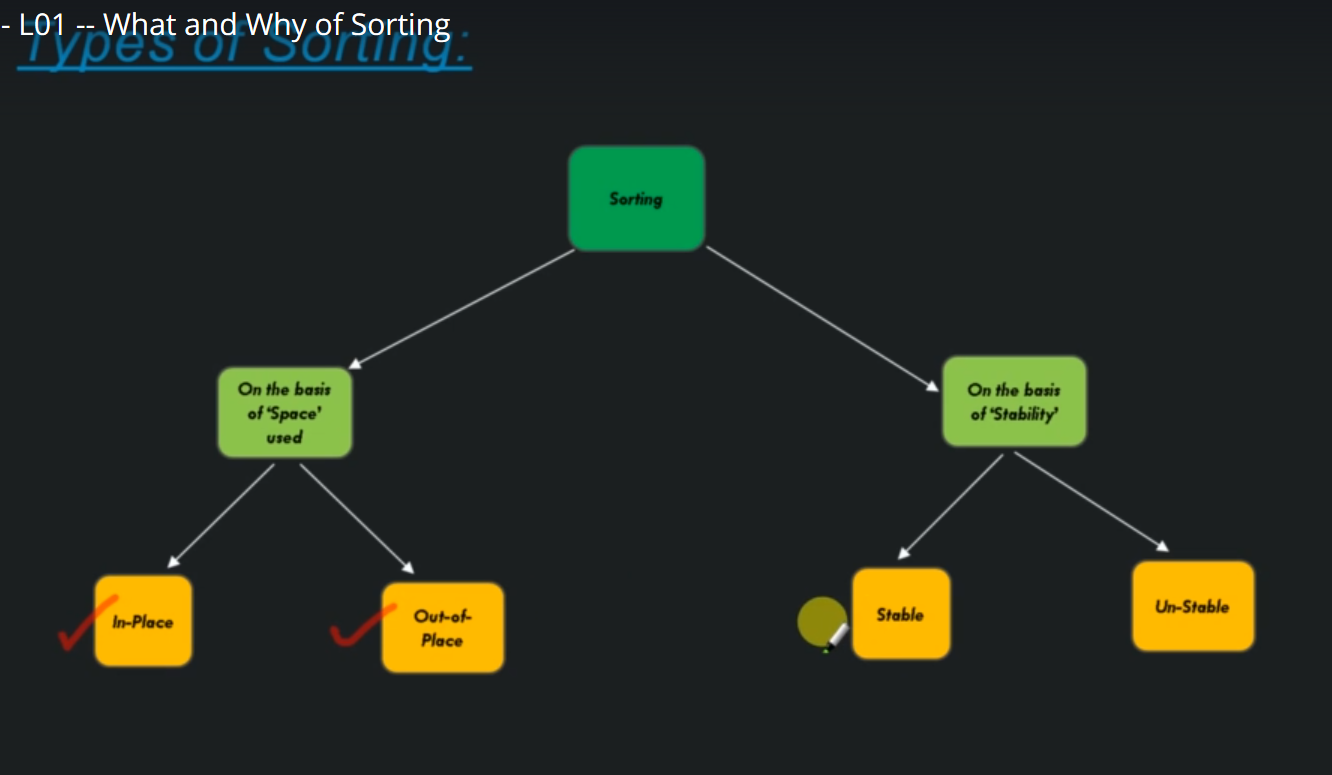 - L01 -- What and Why of Sorting
Types of Sorting:
Sorting
On the basis
of 'Space'
used
On the basis
of 'Stability'
In-Place
Out-of-
Place
Stable
Un-Stable